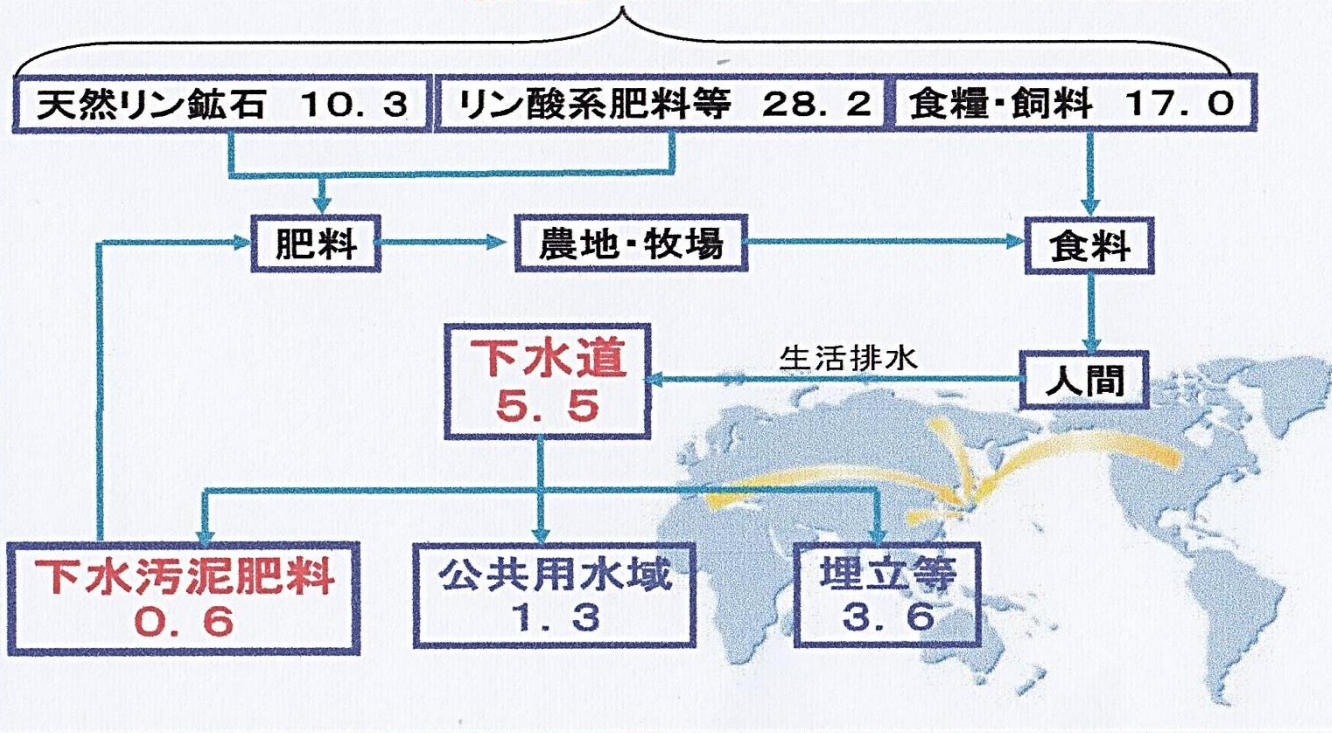 天然リン鉱石 10.3
リン酸系肥料等 28.2
食糧・飼料 17.0
肥料
農地・牧場
食料
下水道
5.5
生活排水
人間
下水汚泥肥料
0.6
公共用水域
1.3
埋立等
3.6